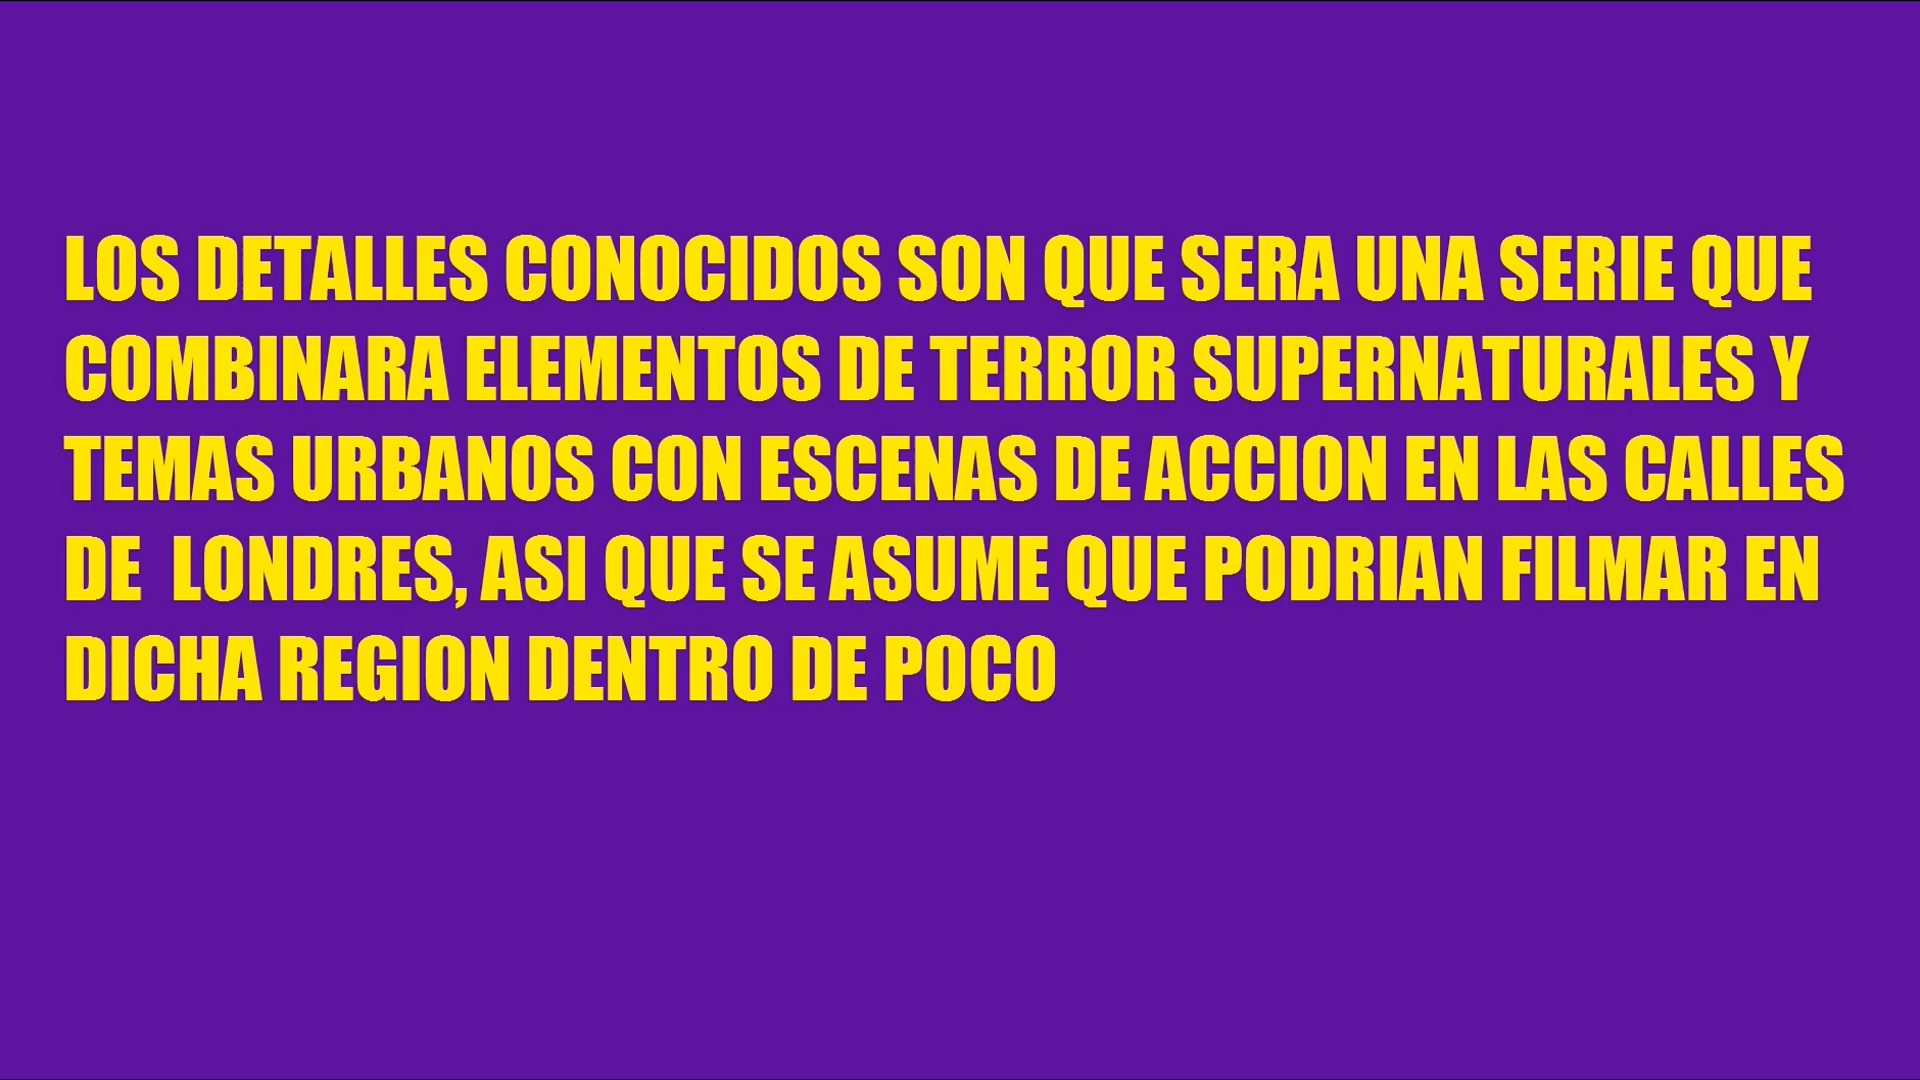 LOS DETALLES CONOCIDOS SON QUE SERA UNA SERIE QUE
COMBINARA ELEMENTOS DE TERROR SUPERNATURALES Y
TEMAS URBANOS CON ESCENAS DE ACCION EN LAS CALLES
DE  LONDRES, ASI QUE SE ASUME QUE PODRIAN FILMAR EN
DICHA REGION DENTRO DE POCO